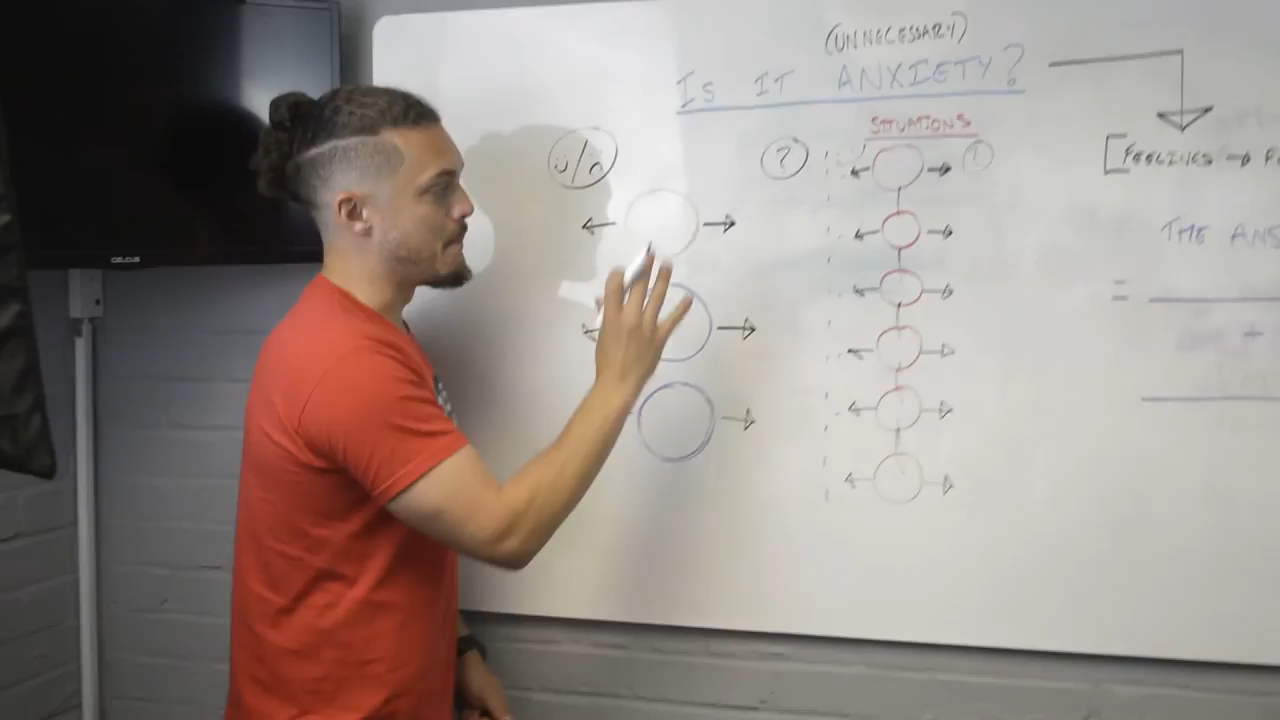 (UNNECESSARY)
IS IT ANXIETY?
SITUATIONS
U/N
?
!
[FEELINGS → F
THE ANS
=
+
CELCUS